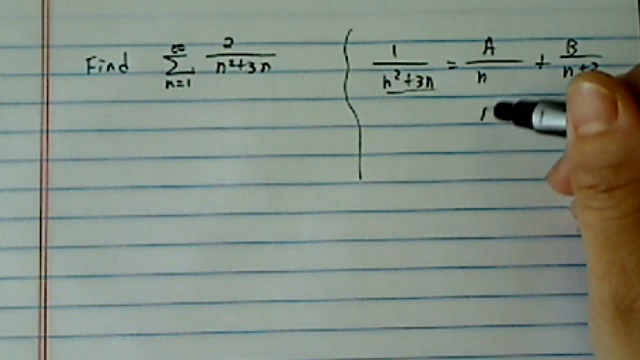 Find ∑_{n=1}^{∞} 2/(n²+3n)
1/(n²+3n) = A/n + B/(n+3)
1